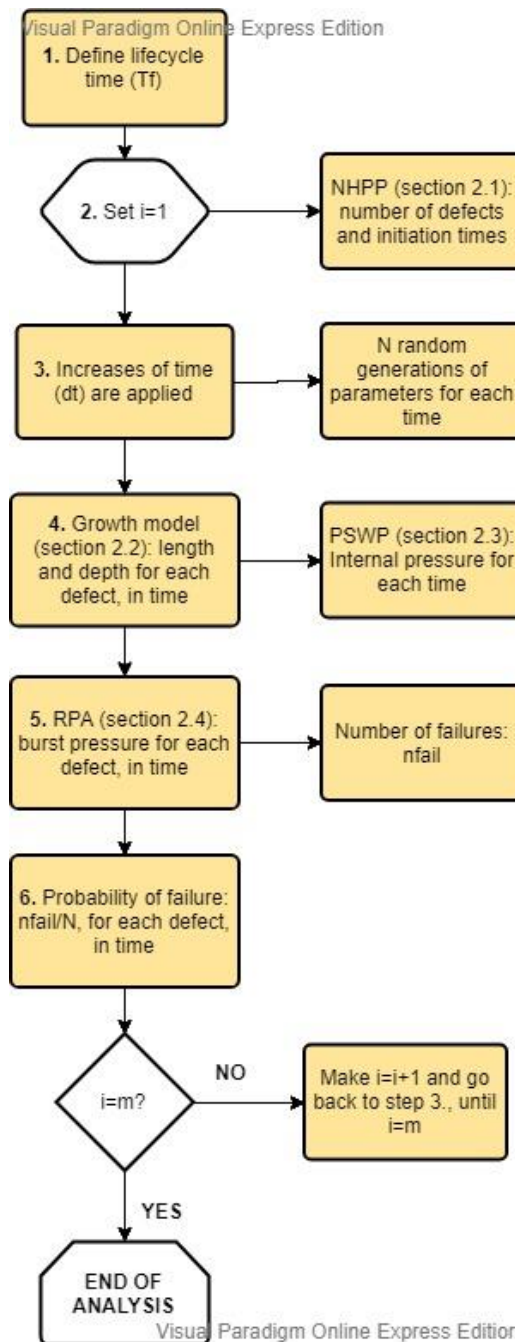 Visual Paradigm Online Express Edition
1. Define lifecycle
time (Tf)
2. Set i=1
NHPP (section 2.1):
number of defects
and initiation times
3. Increases of time
(dt) are applied
N random
generations of
parameters for each
time
4. Growth model
(section 2.2): length
and depth for each
defect, in time
PSWP (section 2.3):
Internal pressure for
each time
5. RPA (section 2.4):
burst pressure for each
defect, in time
Number of failures:
nfail
6. Probability of failure:
nfail/N, for each defect,
in time
i=m?
NO
Make i=i+1 and go
back to step 3., until
i=m
YES
END OF
ANALYSIS
Visual Paradigm Online Express Edition